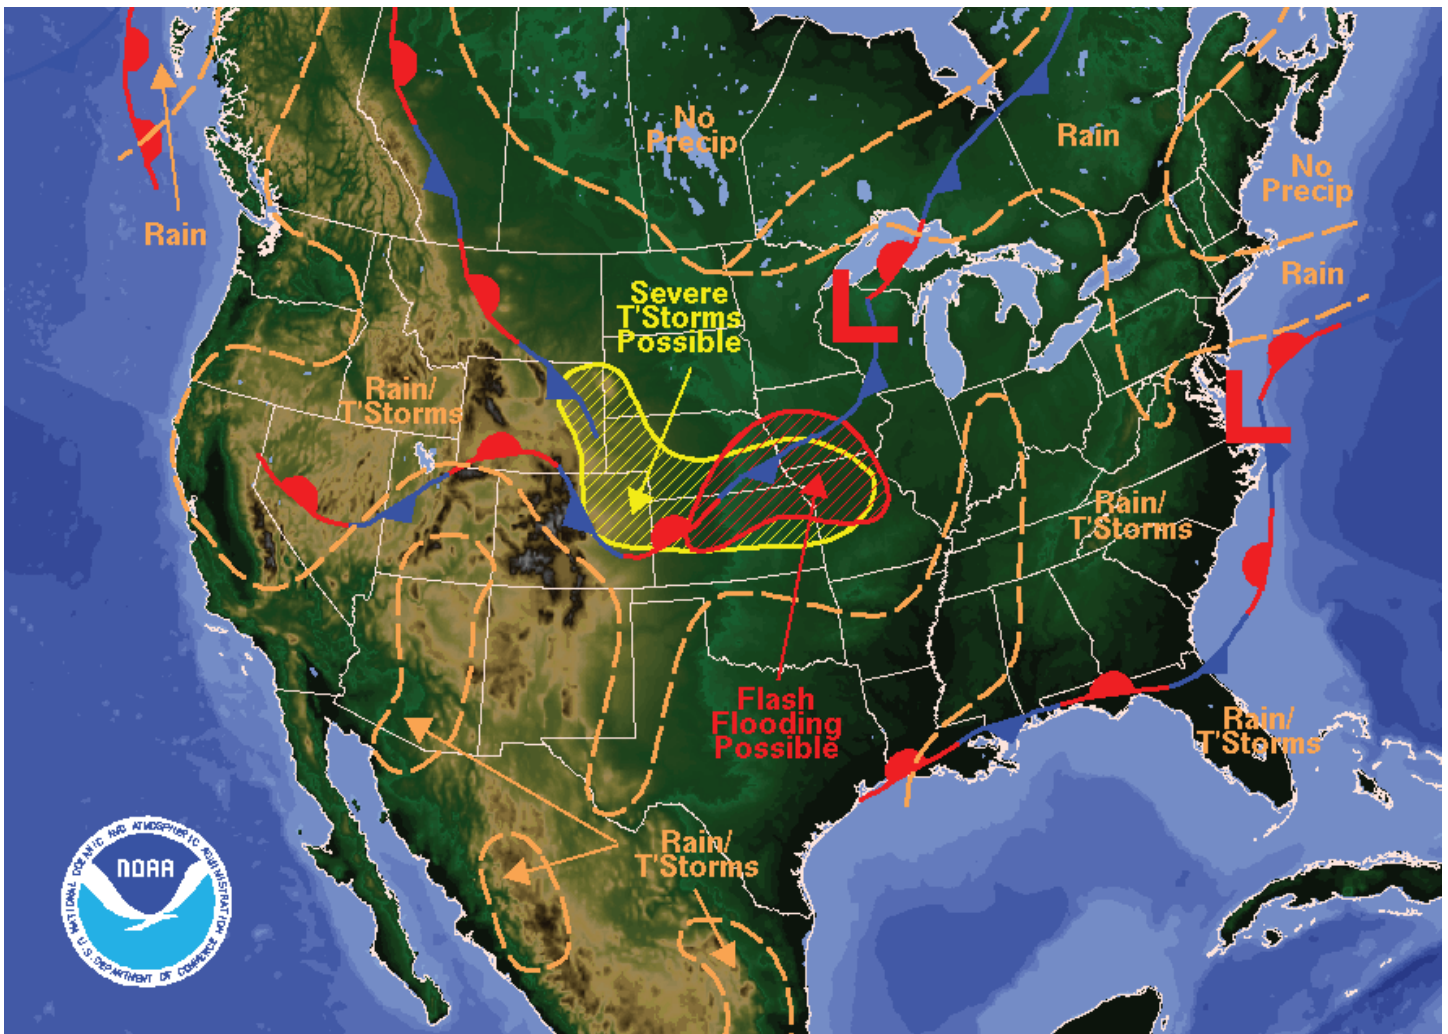 No
Precip
Rain
No
Precip
Rain
Rain
Severe
T'Storms
Possible
Rain/
T'Storms
Rain/
T'Storms
Flash
Flooding
Possible
Rain/
T'Storms
Rain/
T'Storms
L
L
NATIONAL OCEANIC AND ATMOSPHERIC ADMINISTRATION
NOAA
U.S. DEPARTMENT OF COMMERCE